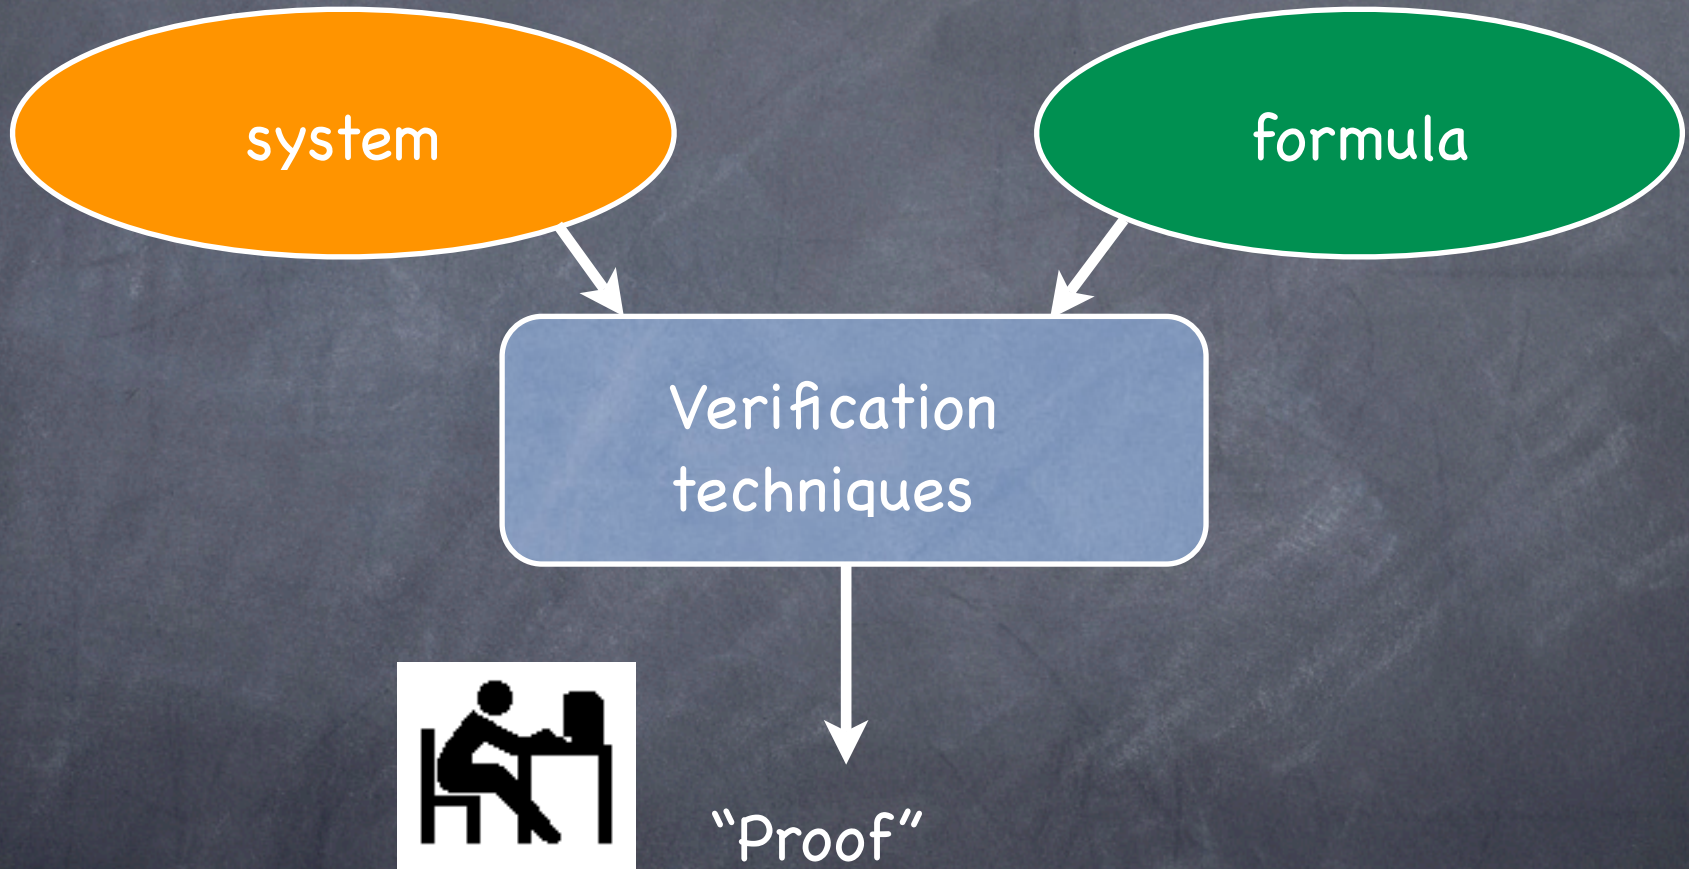 system
formula
Verification
techniques
“Proof”